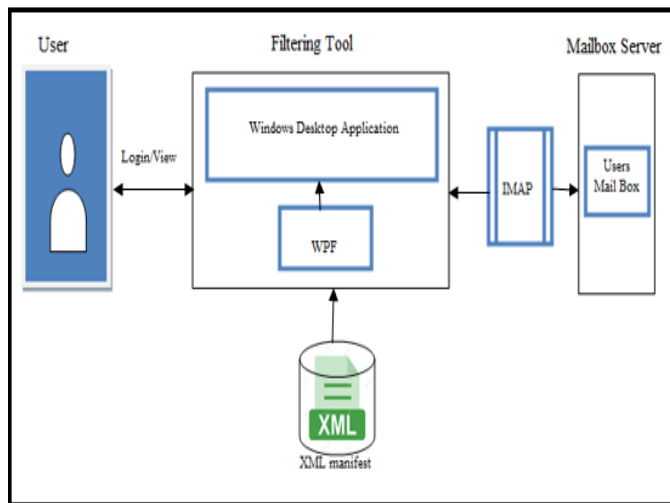 User
Filtering Tool
Mailbox Server
Windows Desktop Application
Login/View
WPF
IMAP
Users
Mail Box
XML
XML manifest